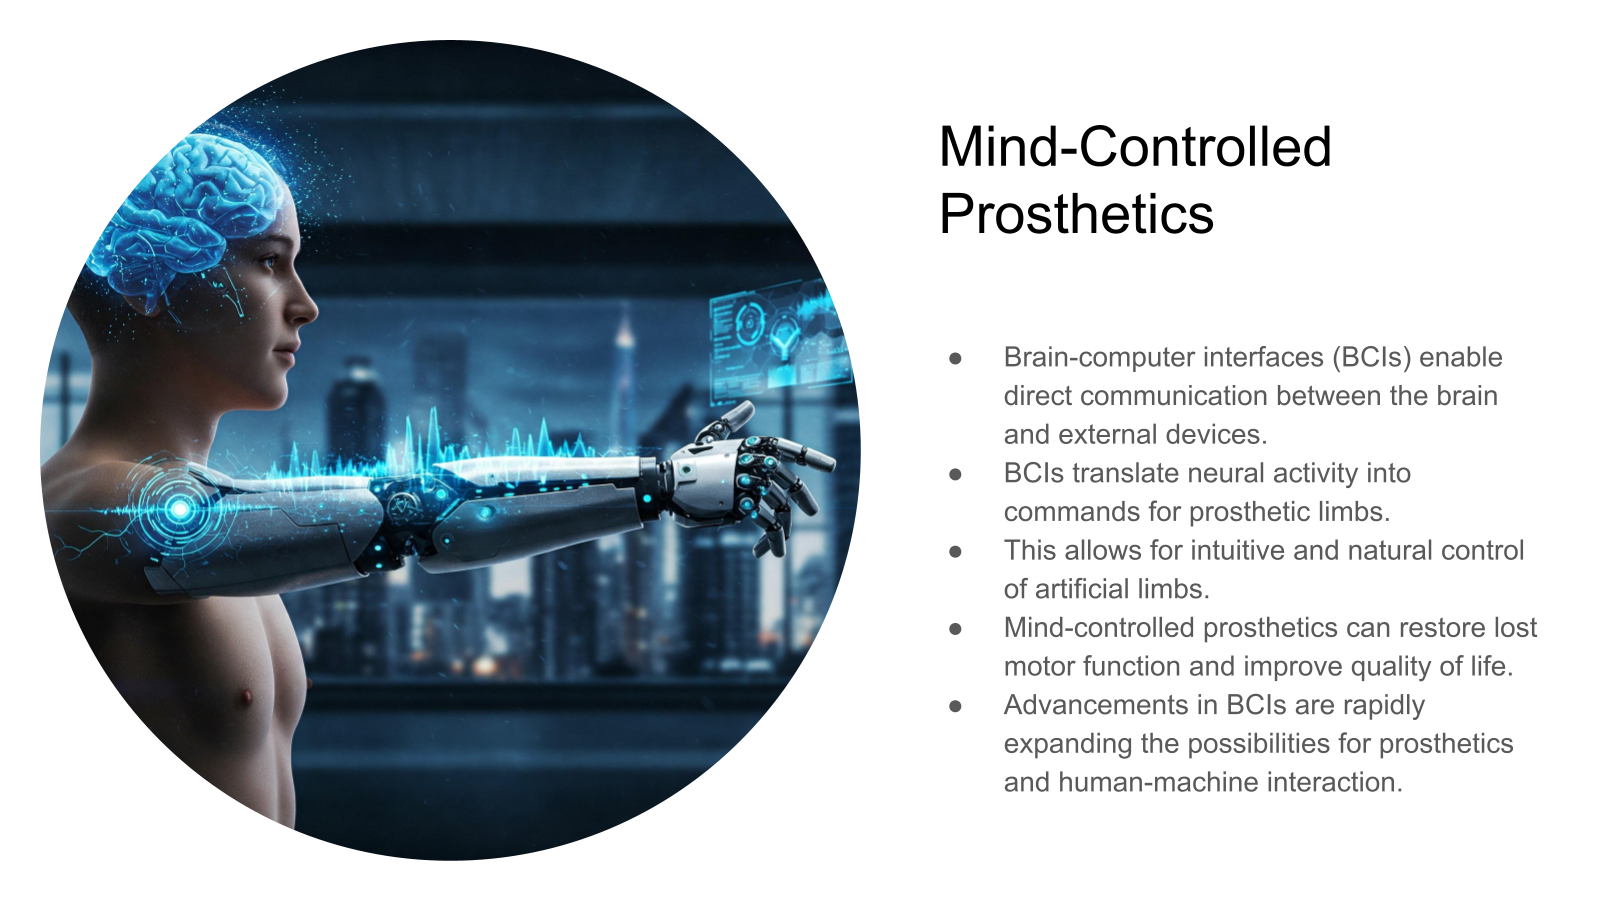 Mind-Controlled
Prosthetics
● Brain-computer interfaces (BCIs) enable
direct communication between the brain
and external devices.
● BCIs translate neural activity into
commands for prosthetic limbs.
● This allows for intuitive and natural control
of artificial limbs.
● Mind-controlled prosthetics can restore lost
motor function and improve quality of life.
● Advancements in BCIs are rapidly
expanding the possibilities for prosthetics
and human-machine interaction.